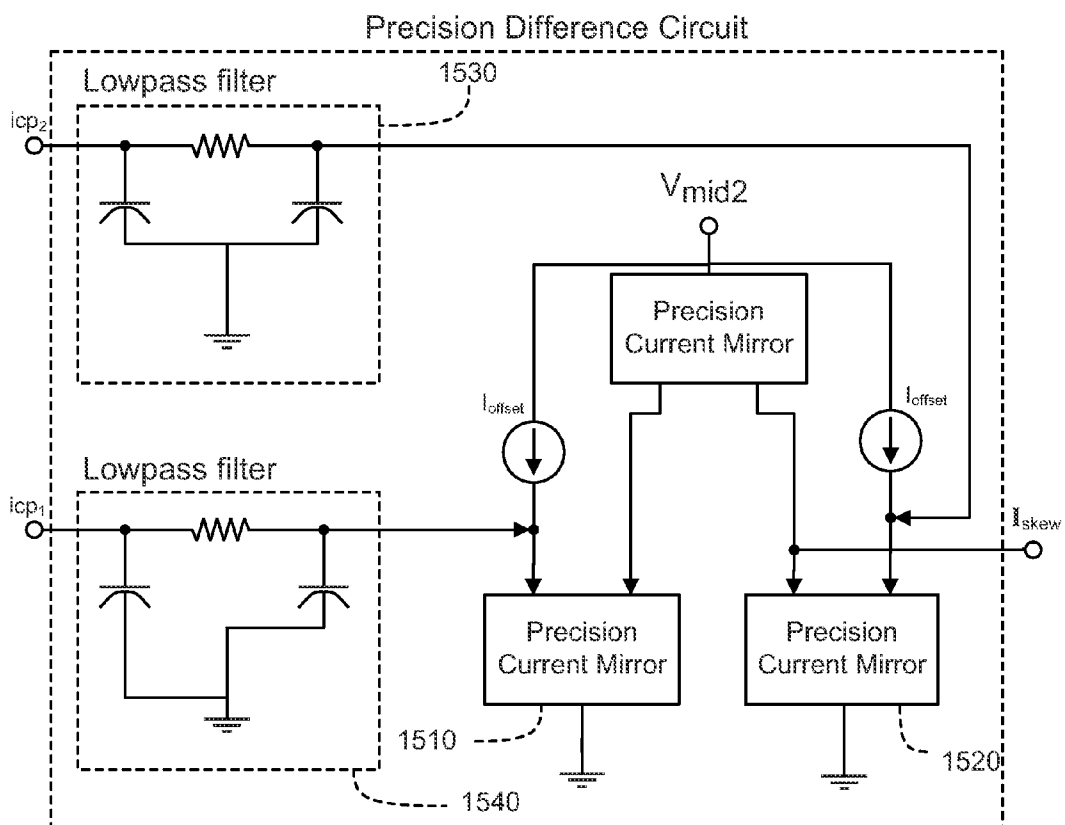 Precision Difference Circuit
Lowpass filter
1530
icp₂
Vmid2
Precision
Current Mirror
Ioffset
Ioffset
Lowpass filter
icp₁
Iskew
Precision
Current Mirror
Precision
Current Mirror
1510
1520
1540